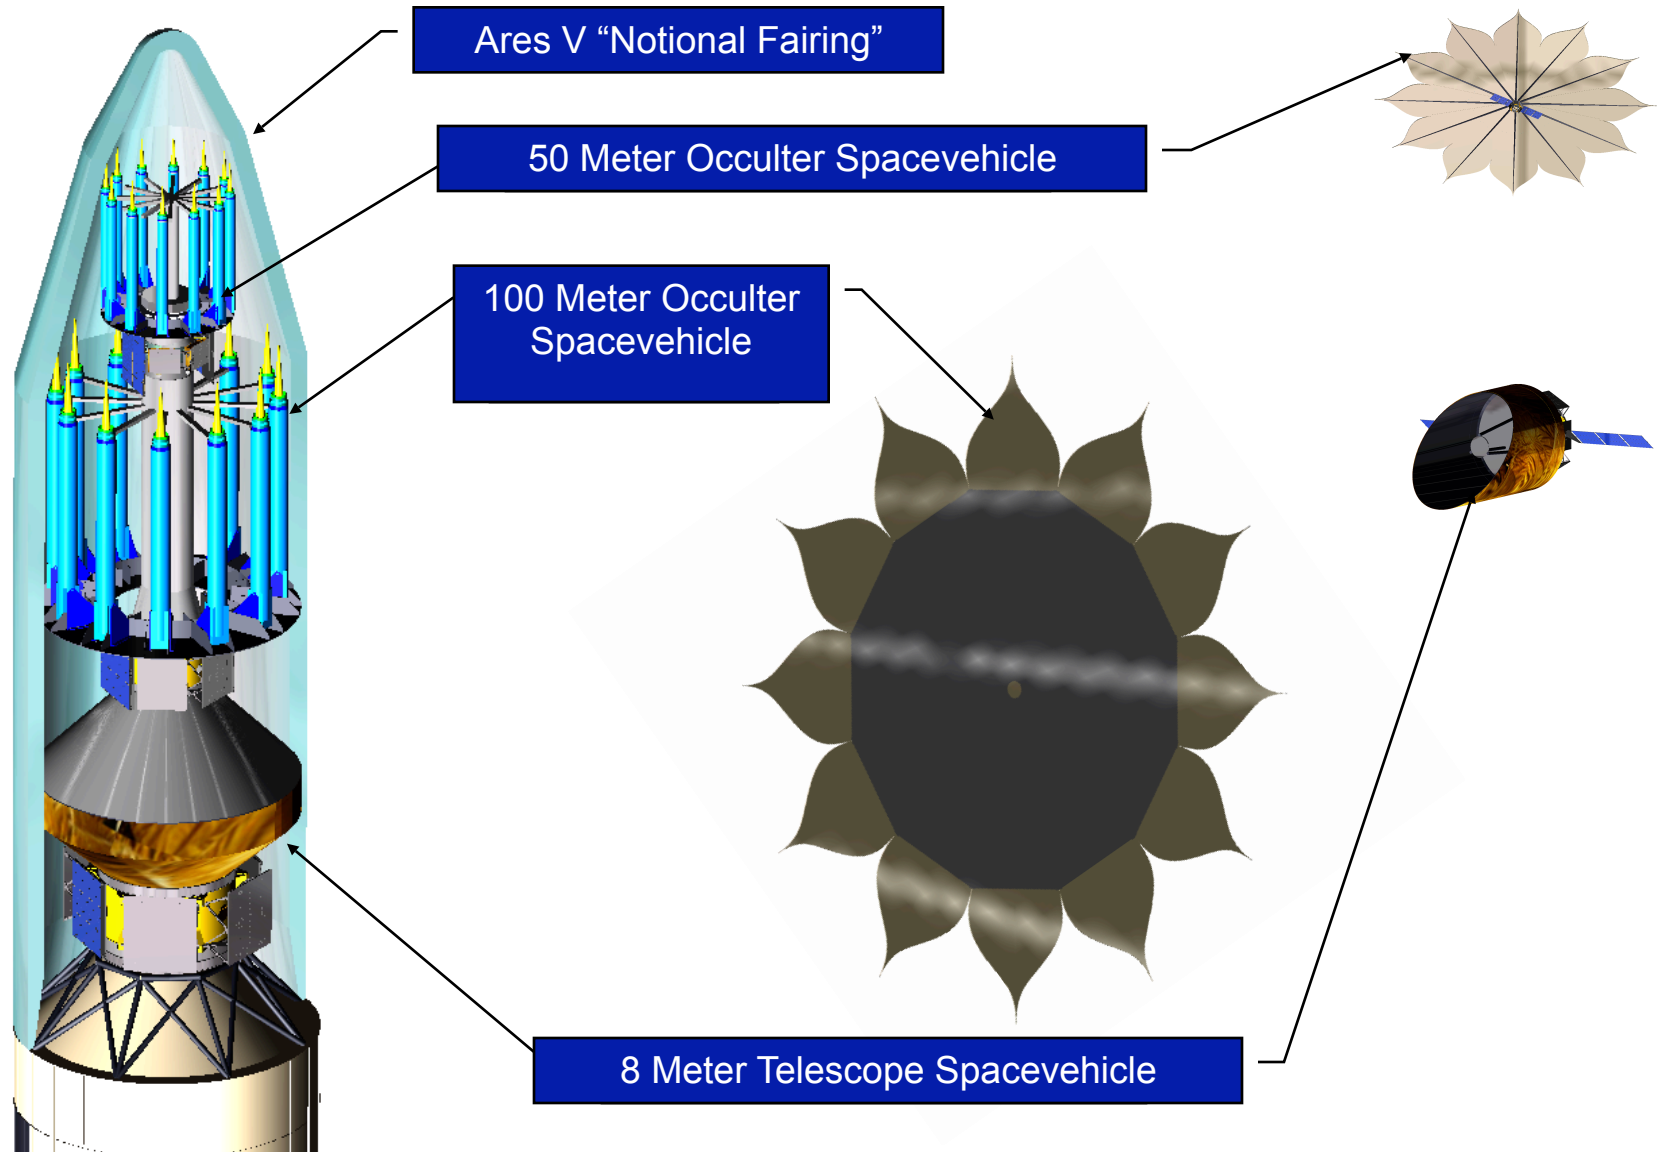 Ares V “Notional Fairing”
50 Meter Occulter Spacevehicle
100 Meter Occulter
Spacevehicle
8 Meter Telescope Spacevehicle